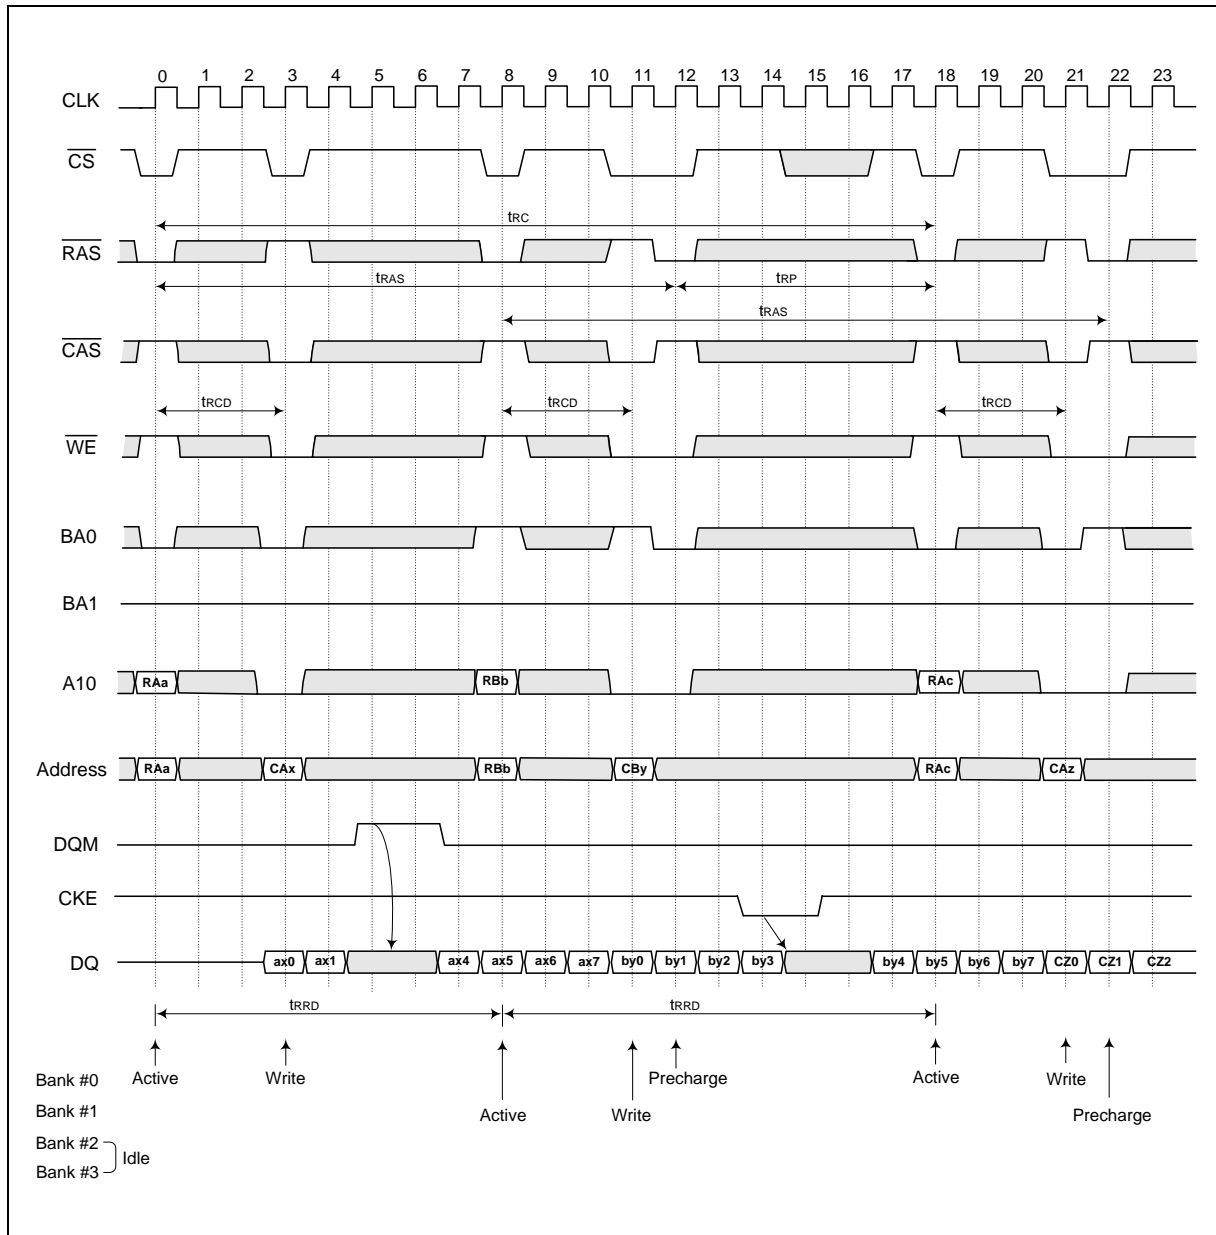 0 1 2 3 4 5 6 7 8 9 10 11 12 13 14 15 16 17 18 19 20 21 22 23
CLK
CS
tRC
RAS
tRAS tRP
tRAS
CAS
tRCD tRCD tRCD
WE
BA0
BA1
A10 RAa RBb RAc
Address RAa CAx RBb CBy RAc CAz
DQM
CKE
DQ ax0 ax1 ax4 ax5 ax6 ax7 by0 by1 by2 by3 by4 by5 by6 by7 CZ0 CZ1 CZ2
tRRD tRRD
Bank #0 Active Write Precharge Active Write
Bank #1 Active Write Precharge
Bank #2
Idle
Bank #3